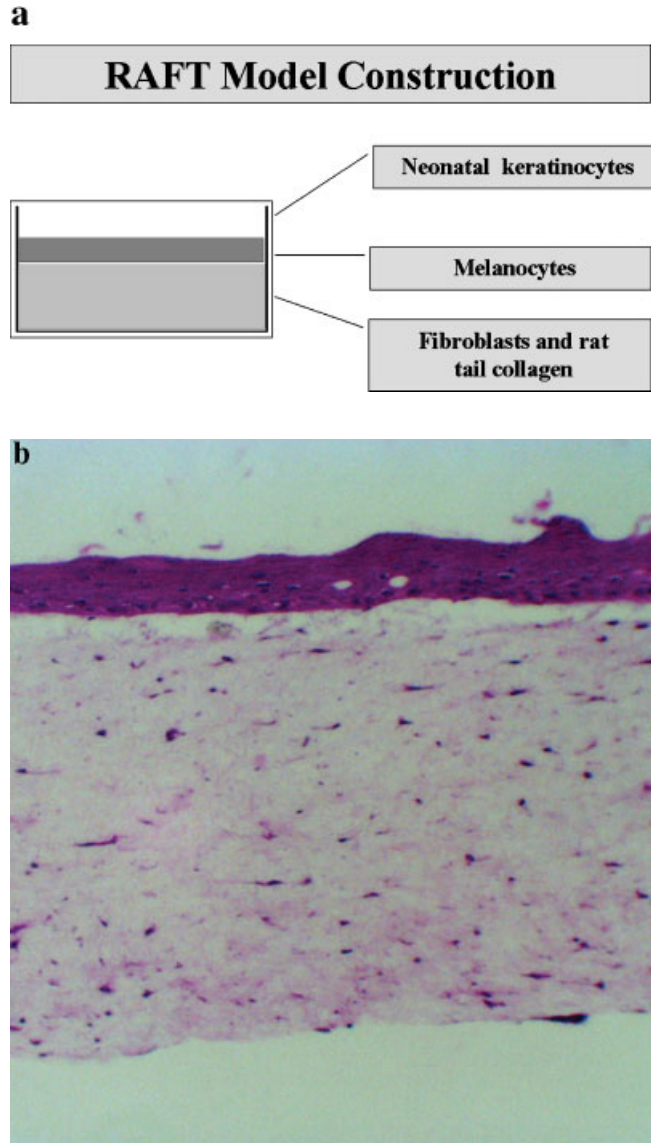 a
RAFT Model Construction
Neonatal keratinocytes
Melanocytes
Fibroblasts and rat
tail collagen
b